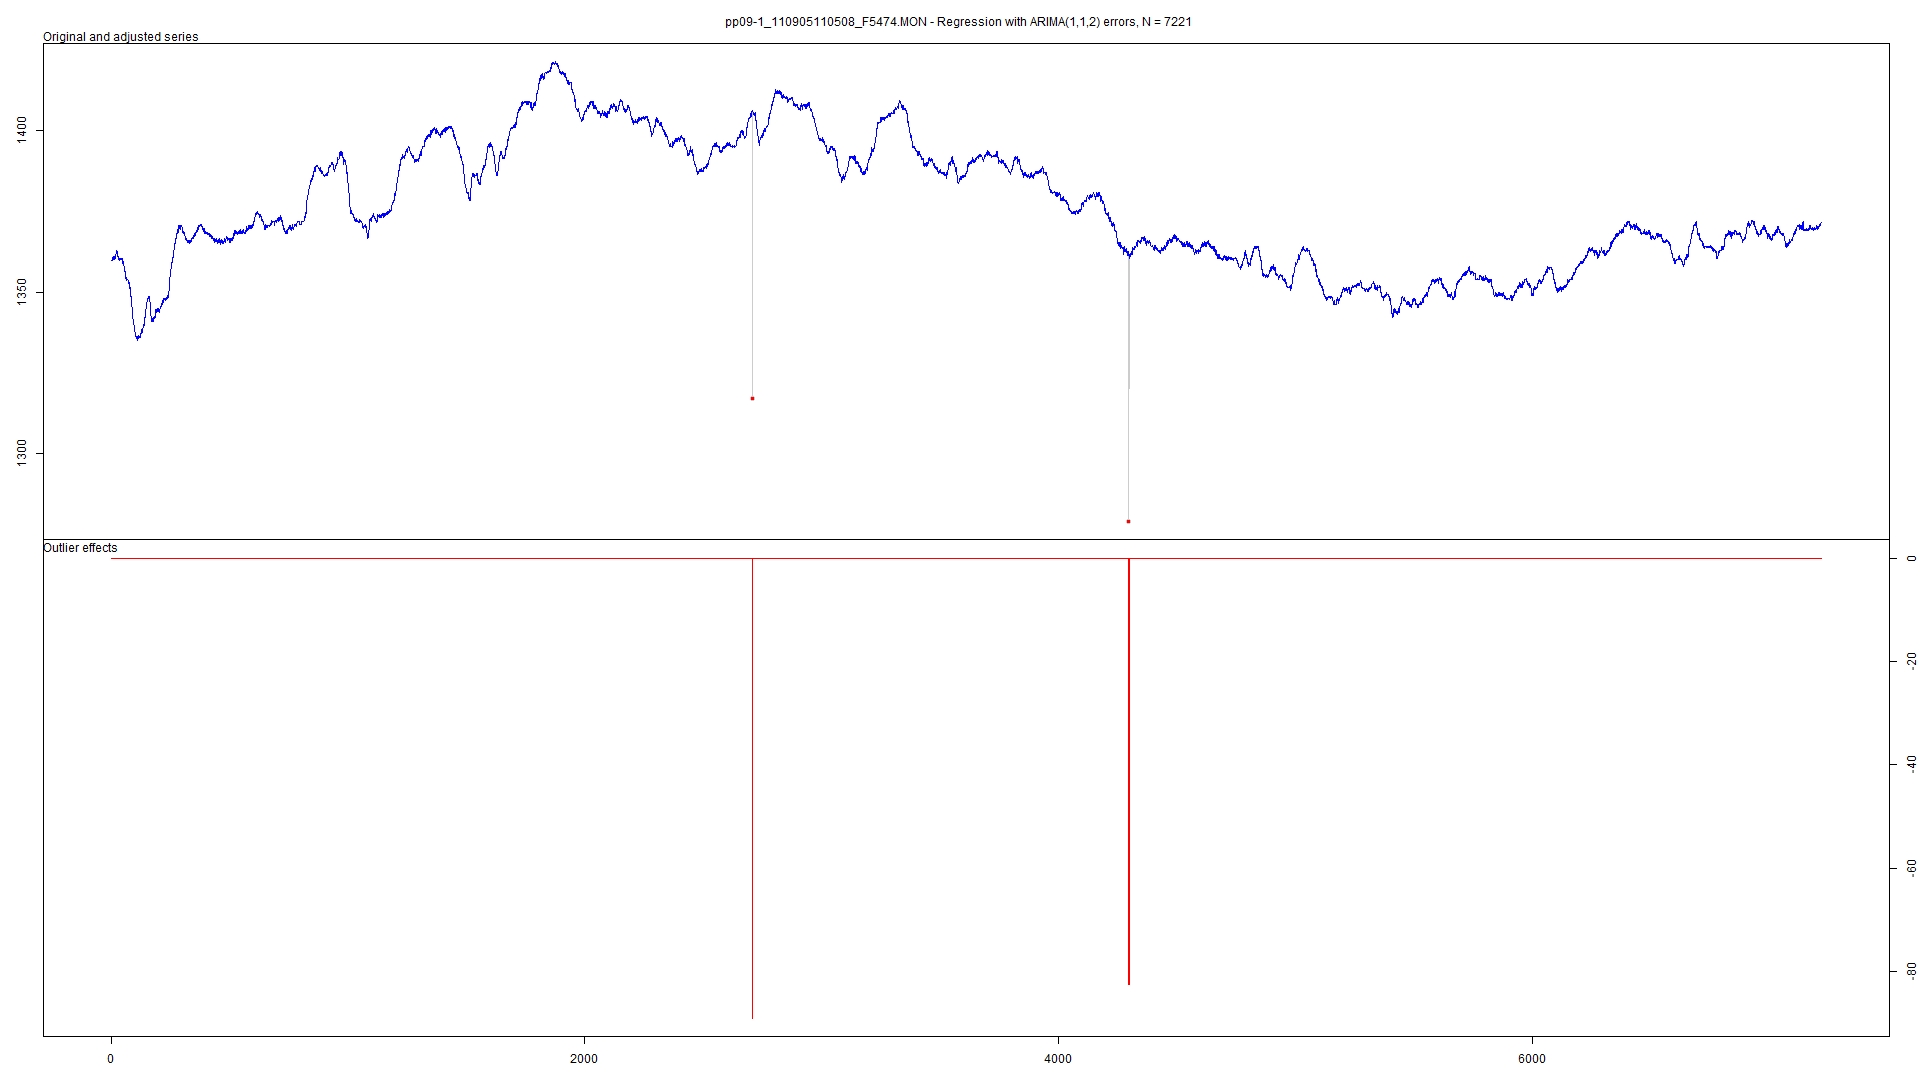 pp09-1_110905110508_F5474.MON - Regression with ARIMA(1,1,2) errors, N = 7221
Original and adjusted series
1400
1350
1300
Outlier effects
0
-20
-40
-60
-80
0 2000 4000 6000